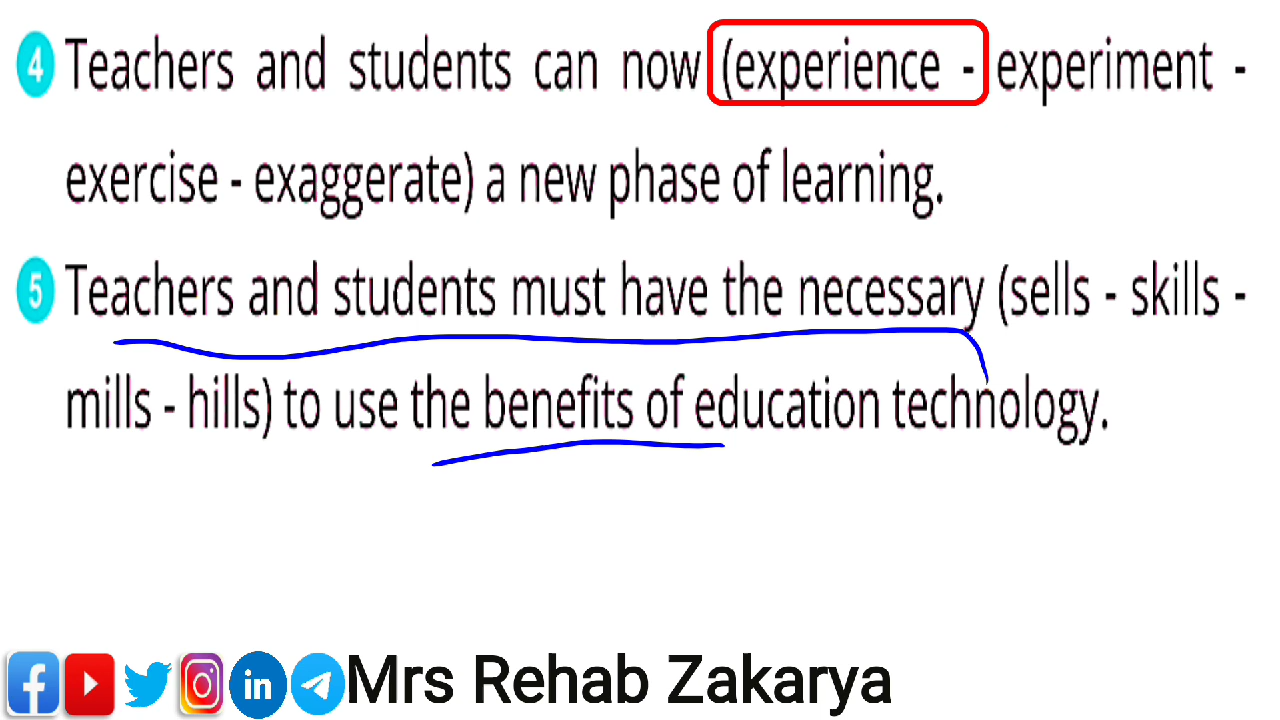 4 Teachers and students can now (experience - experiment -
exercise - exaggerate) a new phase of learning.
5 Teachers and students must have the necessary (sells - skills -
mills - hills) to use the benefits of education technology.
Mrs Rehab Zakarya